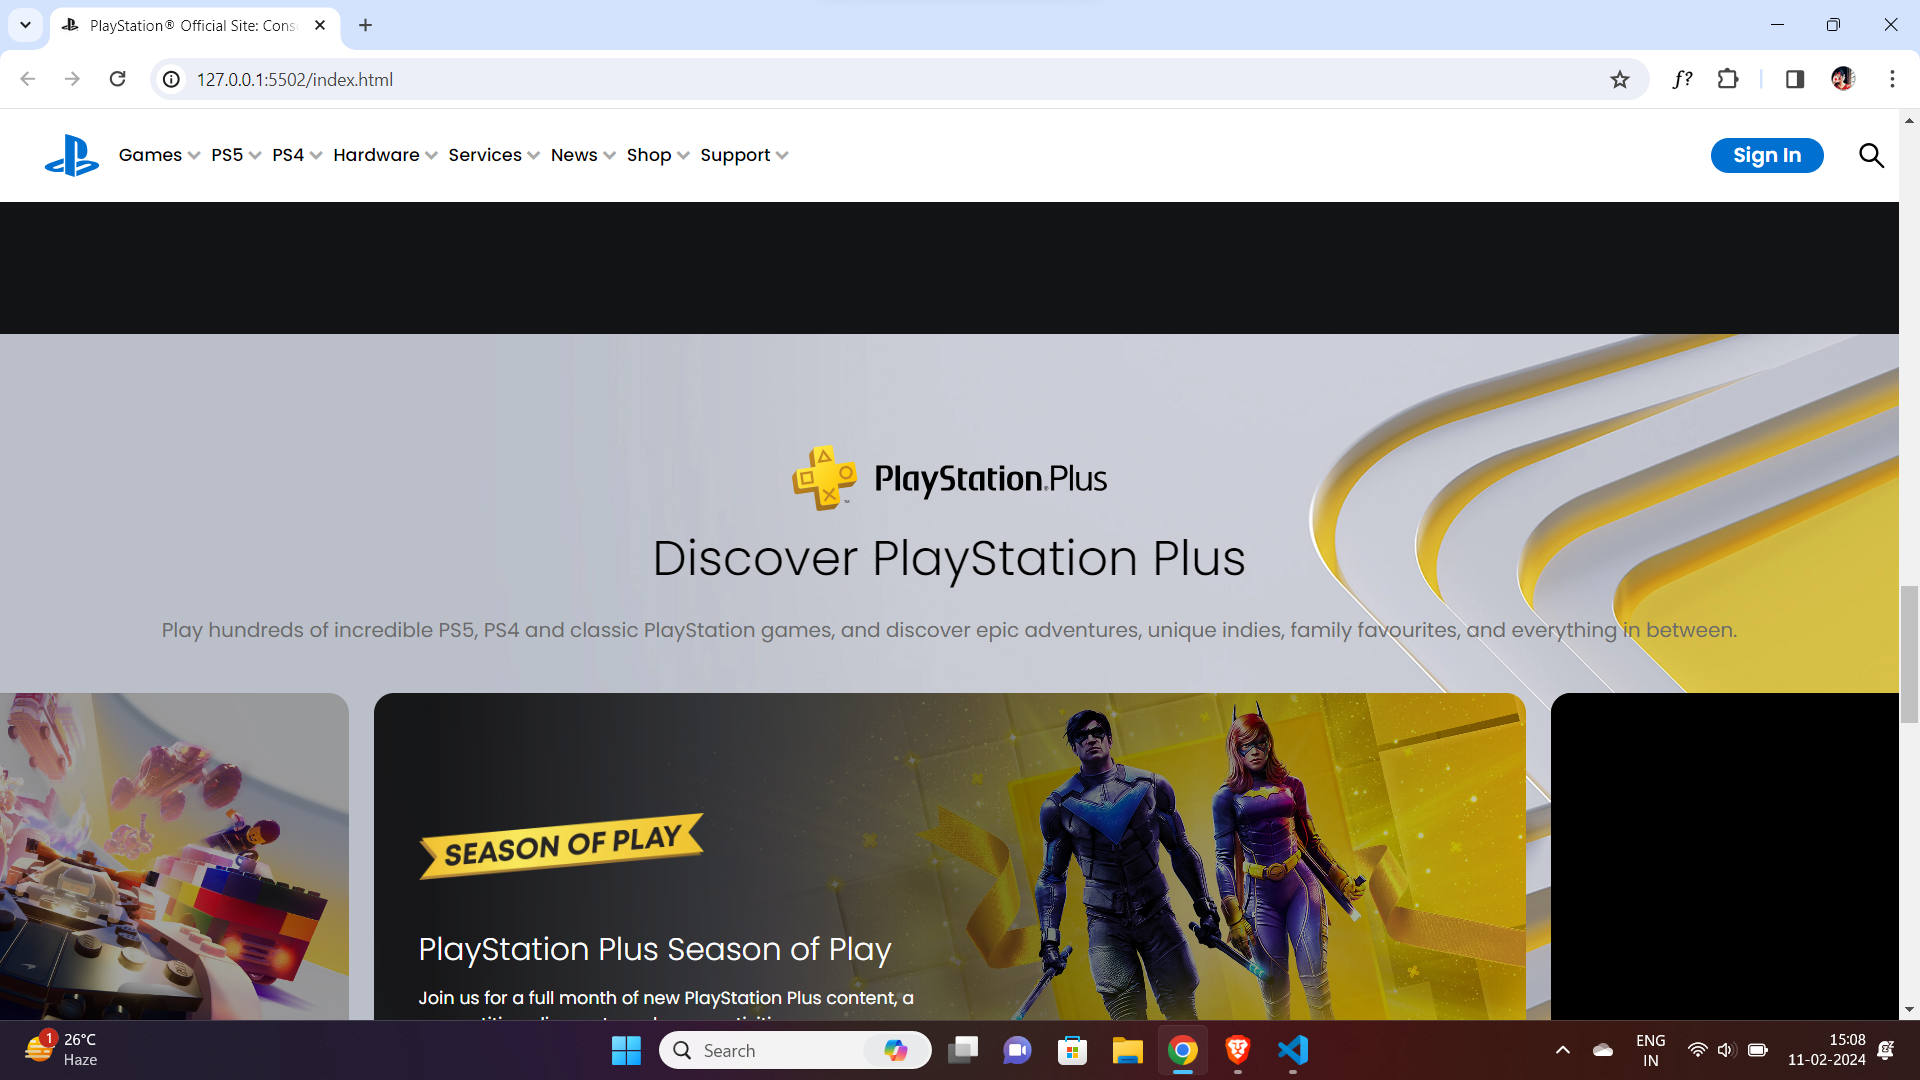 PlayStation® Official Site: Cons
127.0.0.1:5502/index.html
f?
Games PS5 PS4 Hardware Services News Shop Support
Sign In
PlayStation.Plus
Discover PlayStation Plus
Play hundreds of incredible PS5, PS4 and classic PlayStation games, and discover epic adventures, unique indies, family favourites, and everything in between.
SEASON OF PLAY
PlayStation Plus Season of Play
Join us for a full month of new PlayStation Plus content, a
1
26°C
Haze
Search
ENG
IN
15:08
11-02-2024